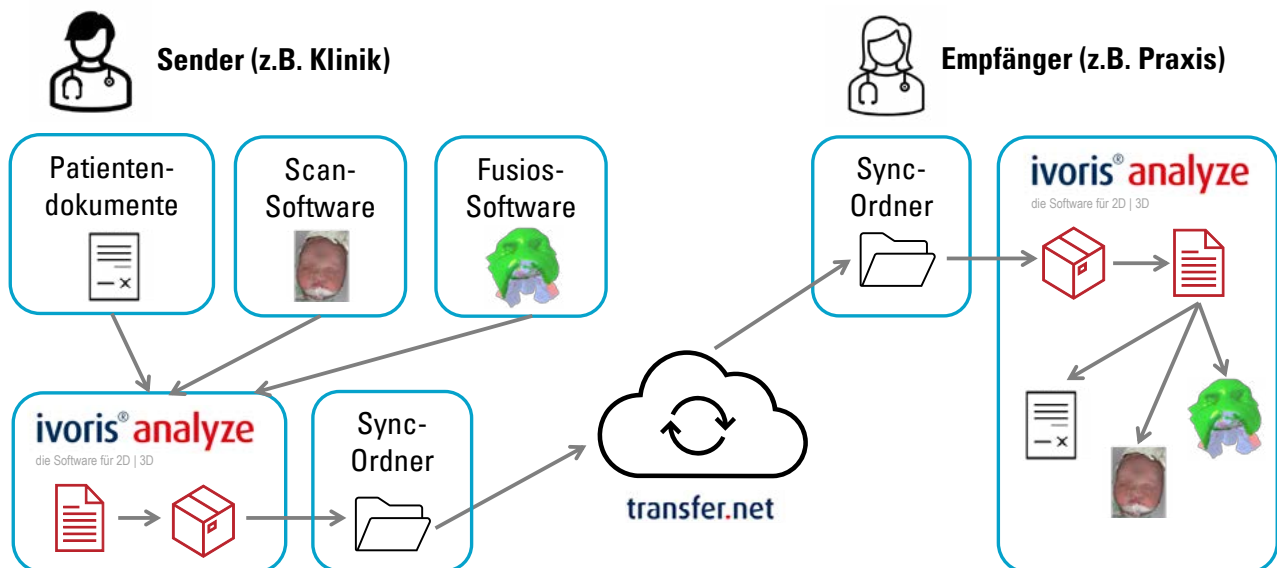 Sender (z.B. Klinik)
Empfänger (z.B. Praxis)
Patienten-
dokumente
Scan-
Software
Fusios-
Software
Sync-
Ordner
ivoris® analyze
die Software für 2D | 3D
ivoris® analyze
die Software für 2D | 3D
Sync-
Ordner
transfer.net